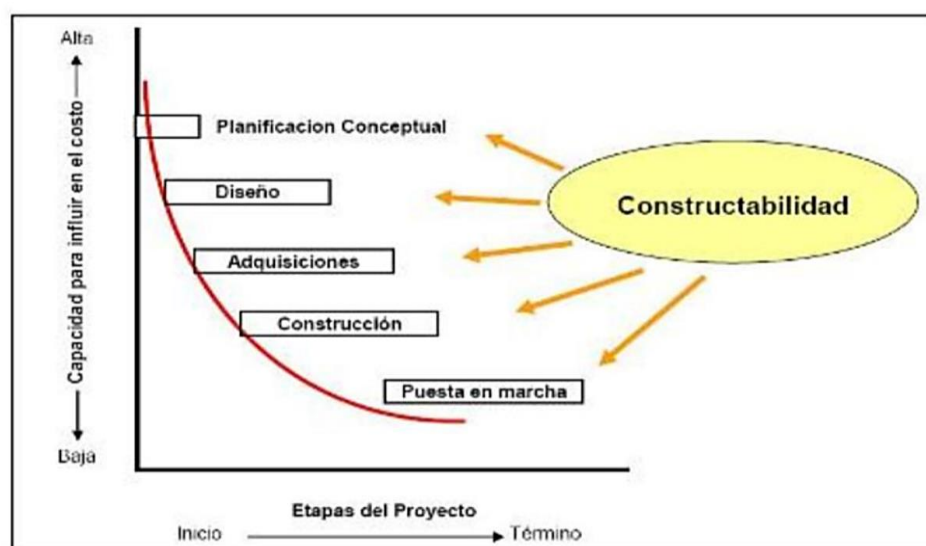 Alta
Capacidad para influir en el costo
Baja
Planificacion Conceptual
Diseño
Adquisiciones
Construcción
Puesta en marcha
Constructabilidad
Etapas del Proyecto
Inicio
Término